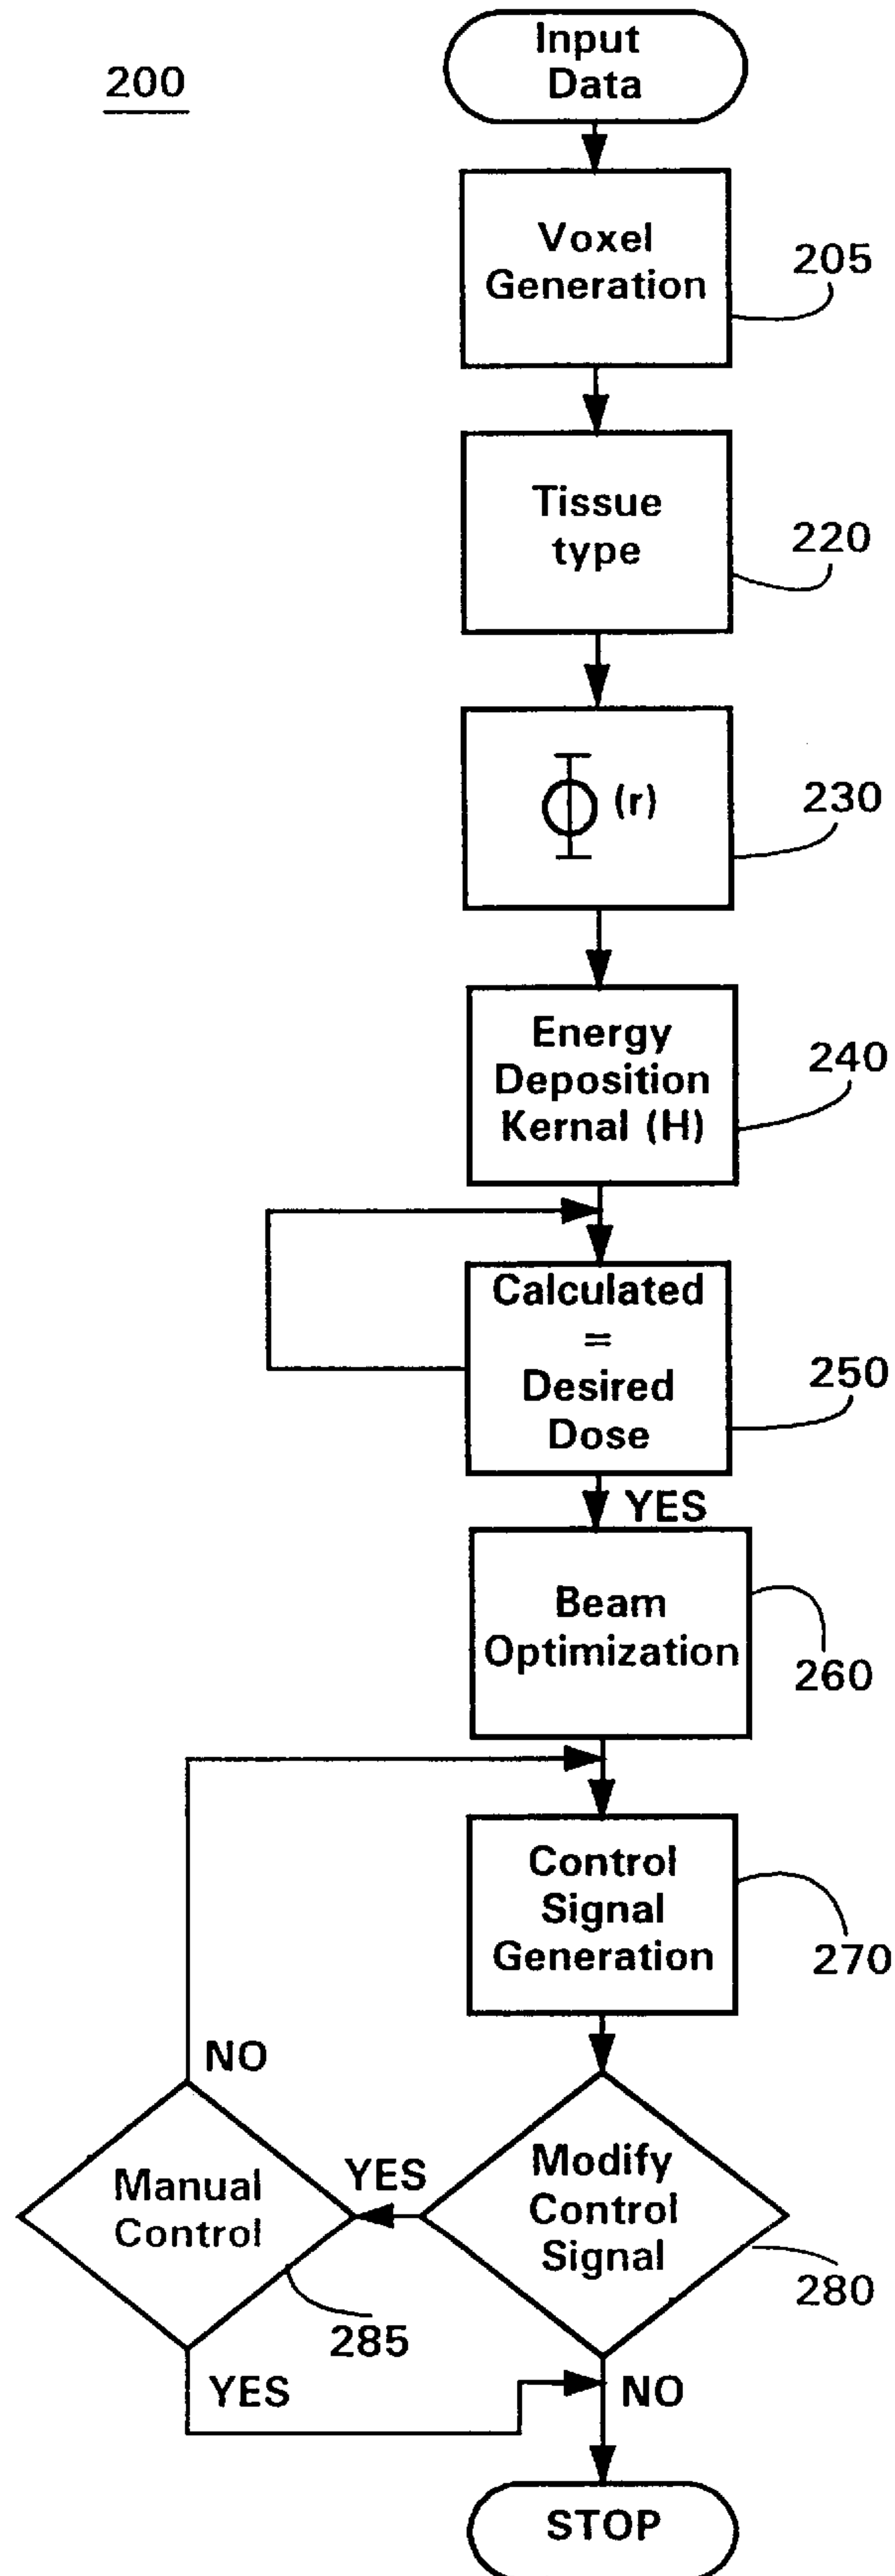 200
Input
Data
Voxel
Generation
205
Tissue
type
220
Φ (r)
230
Energy
Deposition
Kernal (H)
240
Calculated
=
Desired
Dose
250
YES
Beam
Optimization
260
Control
Signal
Generation
270
NO
Manual
Control
YES
Modify
Control
Signal
280
285
YES
NO
STOP